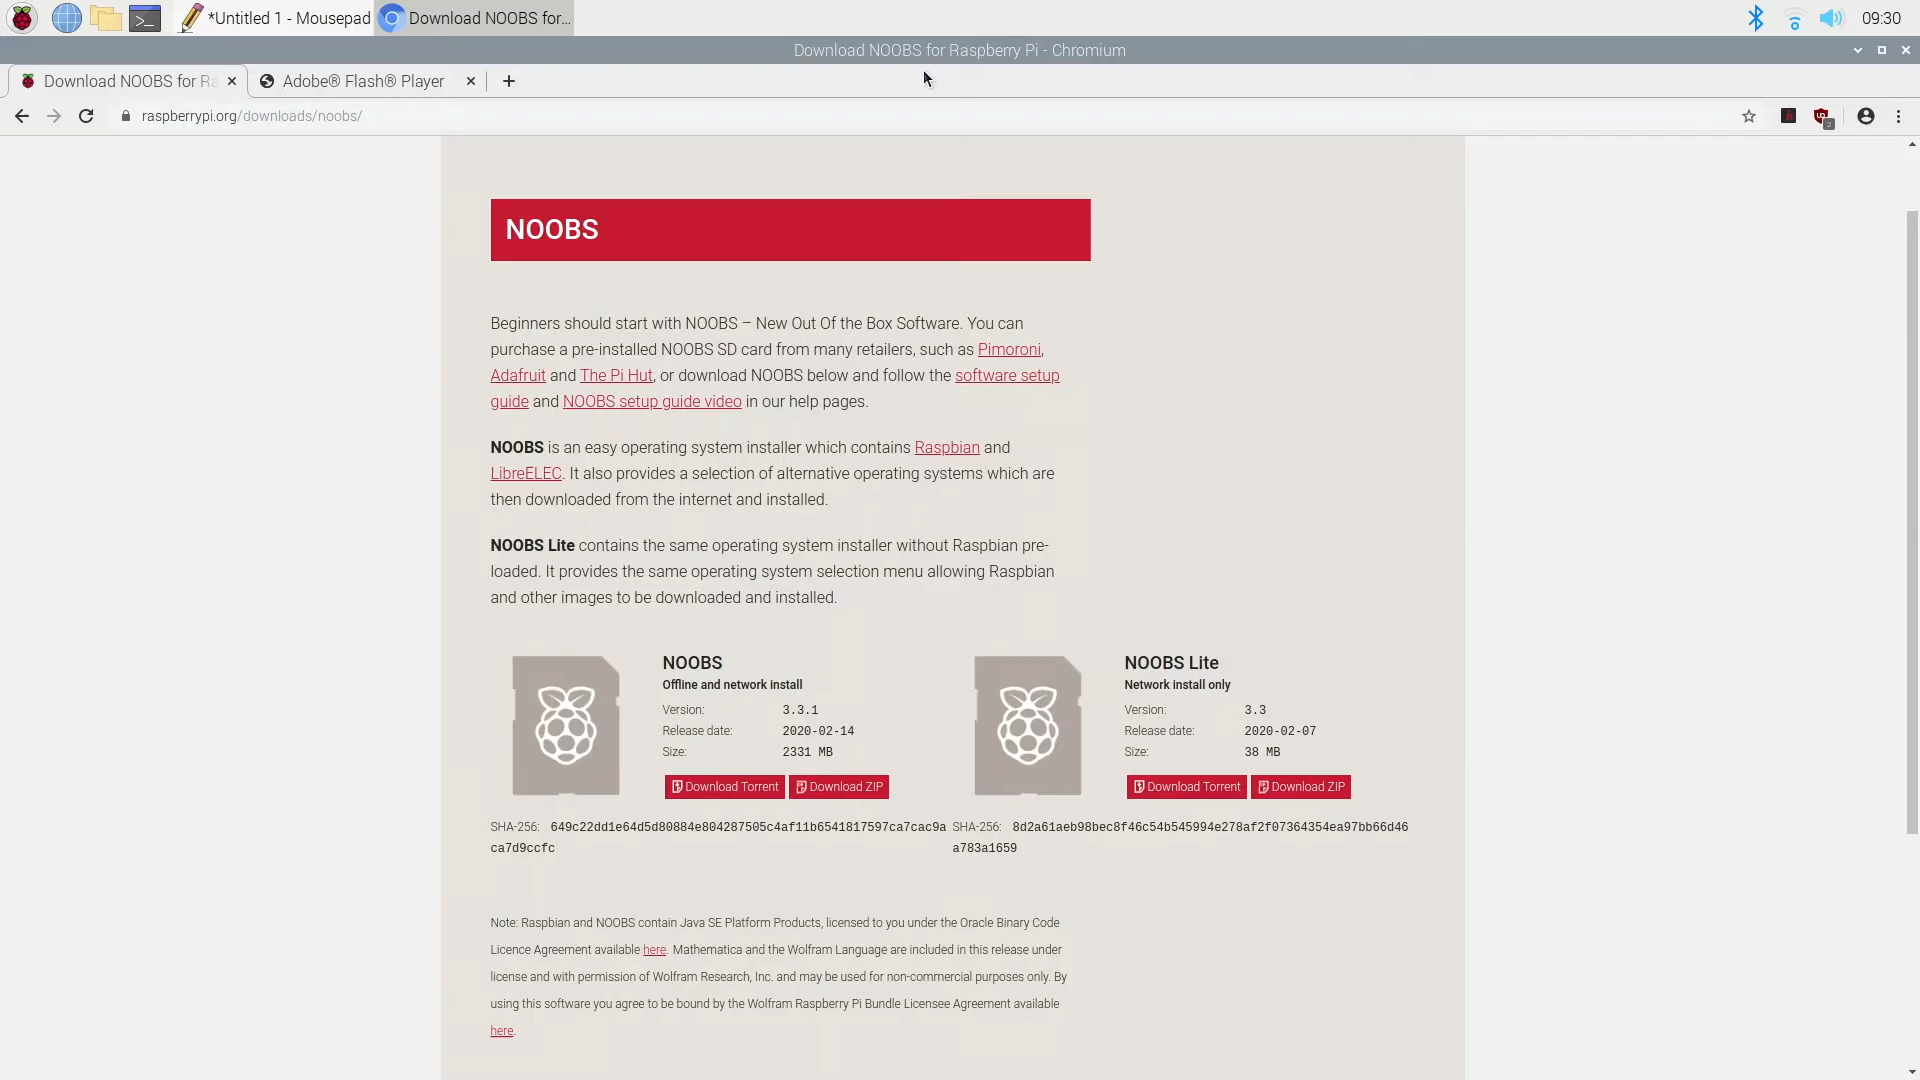 *Untitled 1 - Mousepad
Download NOOBS for...
09:30
Download NOOBS for Raspberry Pi - Chromium
Download NOOBS for Ra
Adobe® Flash® Player
raspberrypi.org/downloads/noobs/
2
NOOBS
Beginners should start with NOOBS – New Out Of the Box Software. You can
purchase a pre-installed NOOBS SD card from many retailers, such as Pimoroni,
Adafruit and The Pi Hut, or download NOOBS below and follow the software setup
guide and NOOBS setup guide video in our help pages.
NOOBS is an easy operating system installer which contains Raspbian and
LibreELEC. It also provides a selection of alternative operating systems which are
then downloaded from the internet and installed.
NOOBS Lite contains the same operating system installer without Raspbian pre-
loaded. It provides the same operating system selection menu allowing Raspbian
and other images to be downloaded and installed.
NOOBS
Offline and network install
Version: 3.3.1
Release date: 2020-02-14
Size: 2331 MB
Download Torrent Download ZIP
SHA-256: 649c22dd1e64d5d80884e804287505c4af11b6541817597ca7cac9a
ca7d9ccfc
NOOBS Lite
Network install only
Version: 3.3
Release date: 2020-02-07
Size: 38 MB
Download Torrent Download ZIP
SHA-256: 8d2a61aeb98bec8f46c54b545994e278af2f07364354ea97bb66d46
a783a1659
Note: Raspbian and NOOBS contain Java SE Platform Products, licensed to you under the Oracle Binary Code
Licence Agreement available here. Mathematica and the Wolfram Language are included in this release under
license and with permission of Wolfram Research, Inc. and may be used for non-commercial purposes only. By
using this software you agree to be bound by the Wolfram Raspberry Pi Bundle Licensee Agreement available
here.